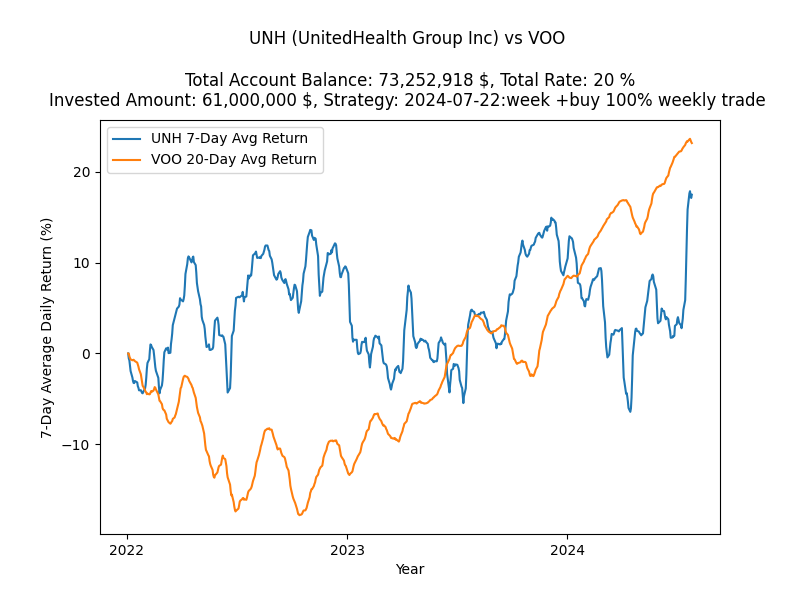 UNH (UnitedHealth Group Inc) vs VOO
Total Account Balance: 73,252,918 $, Total Rate: 20 %
Invested Amount: 61,000,000 $, Strategy: 2024-07-22:week +buy 100% weekly trade
UNH 7-Day Avg Return
VOO 20-Day Avg Return
7-Day Average Daily Return (%)
20
10
0
−10
2022
2023
2024
Year